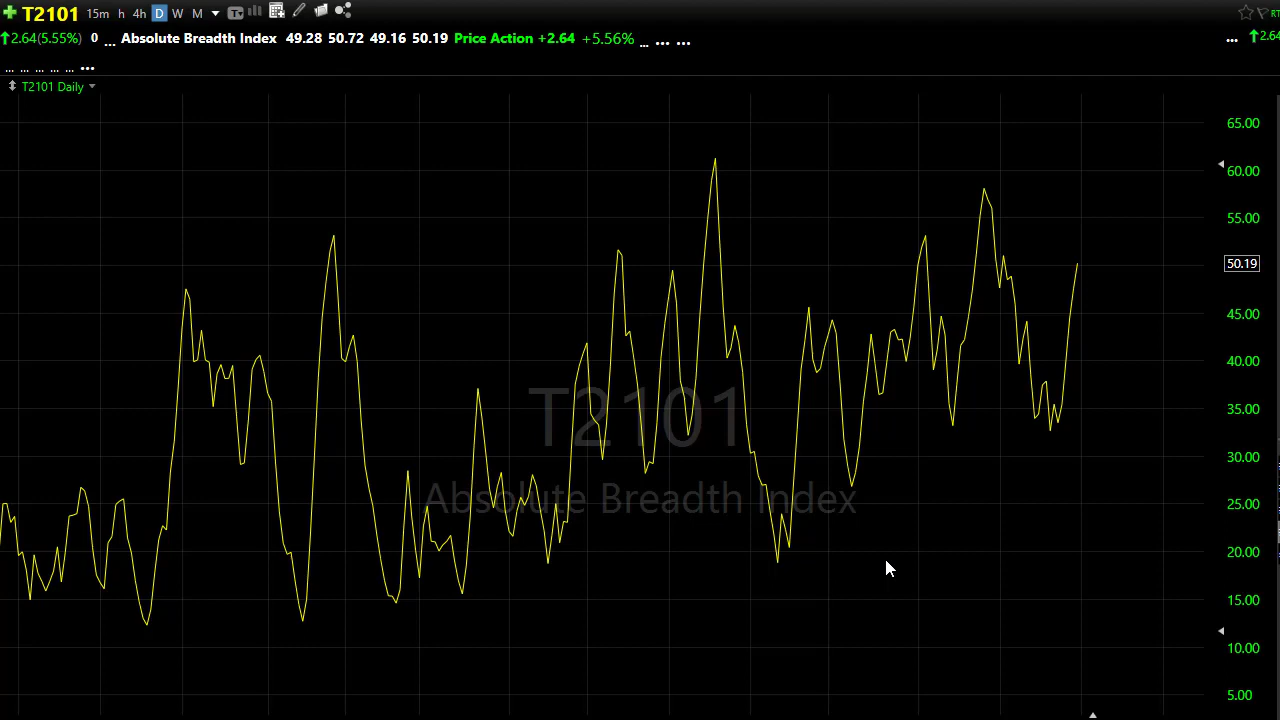 T2101 15m h 4h D W M T RT
2.64(5.55%) 0 ... Absolute Breadth Index 49.28 50.72 49.16 50.19 Price Action +2.64 +5.56% ... ... ... ... 2.64
... ... ... ... ... ...
T2101 Daily
65.00
60.00
55.00
50.19
45.00
40.00
35.00
30.00
25.00
20.00
15.00
10.00
5.00
T2101
Absolute Breadth Index